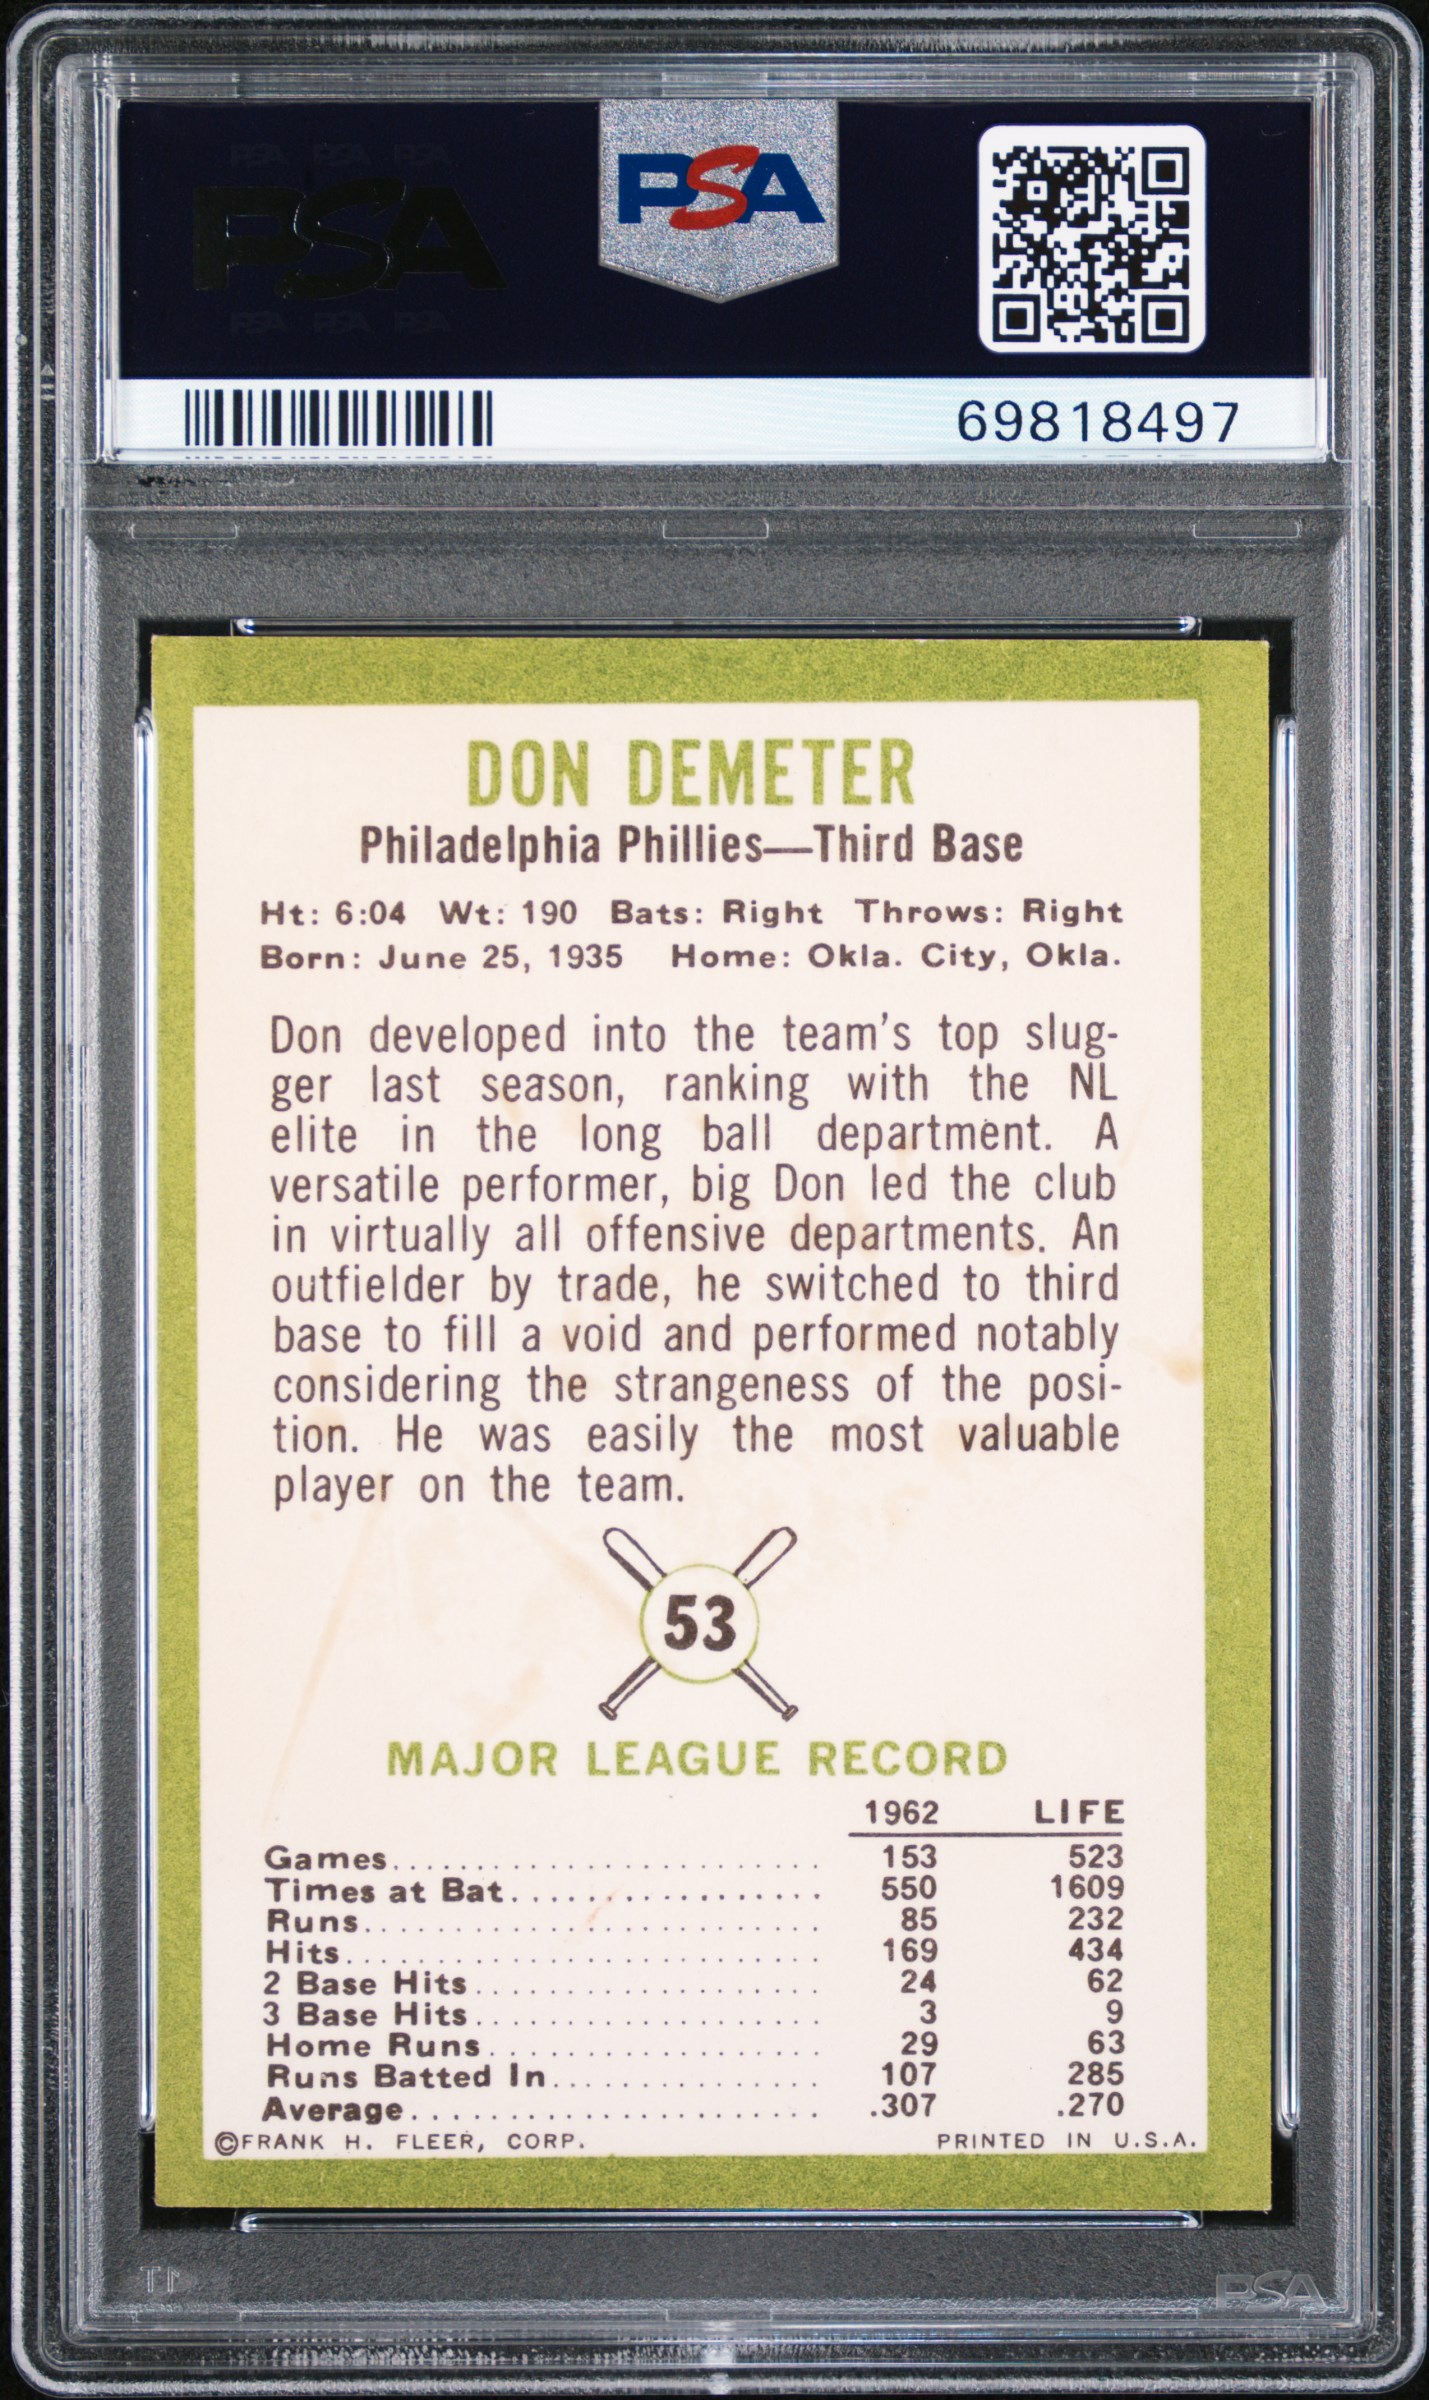 PSA PSA PSA
PSA
PSA PSA PSA
PSA
69818497
DON DEMETER
Philadelphia Phillies—Third Base
Ht: 6:04 Wt: 190 Bats: Right Throws: Right
Born: June 25, 1935 Home: Okla. City, Okla.
Don developed into the team's top slug-
ger last season, ranking with the NL
elite in the long ball department. A
versatile performer, big Don led the club
in virtually all offensive departments. An
outfielder by trade, he switched to third
base to fill a void and performed notably
considering the strangeness of the posi-
tion. He was easily the most valuable
player on the team.
53
MAJOR LEAGUE RECORD
1962 LIFE
Games........................... 153 523
Times at Bat.................. 550 1609
Runs............................ 85 232
Hits............................. 169 434
2 Base Hits.................... 24 62
3 Base Hits.................... 3 9
Home Runs.................... 29 63
Runs Batted In................ 107 285
Average........................ .307 .270
©FRANK H. FLEER, CORP. PRINTED IN U.S.A.
PSA